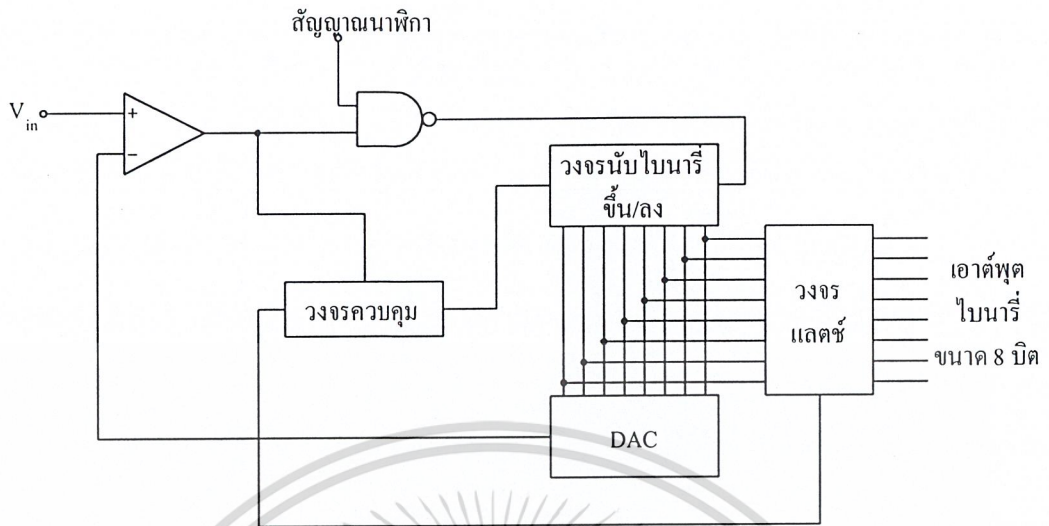 สัญญาณนาฬิกา
V in
+
−
วงจรนับไบนารี่
ขึ้น/ลง
วงจรควบคุม
วงจร
แลตช์
เอาต์พุต
ไบนารี่
ขนาด 8 บิต
DAC